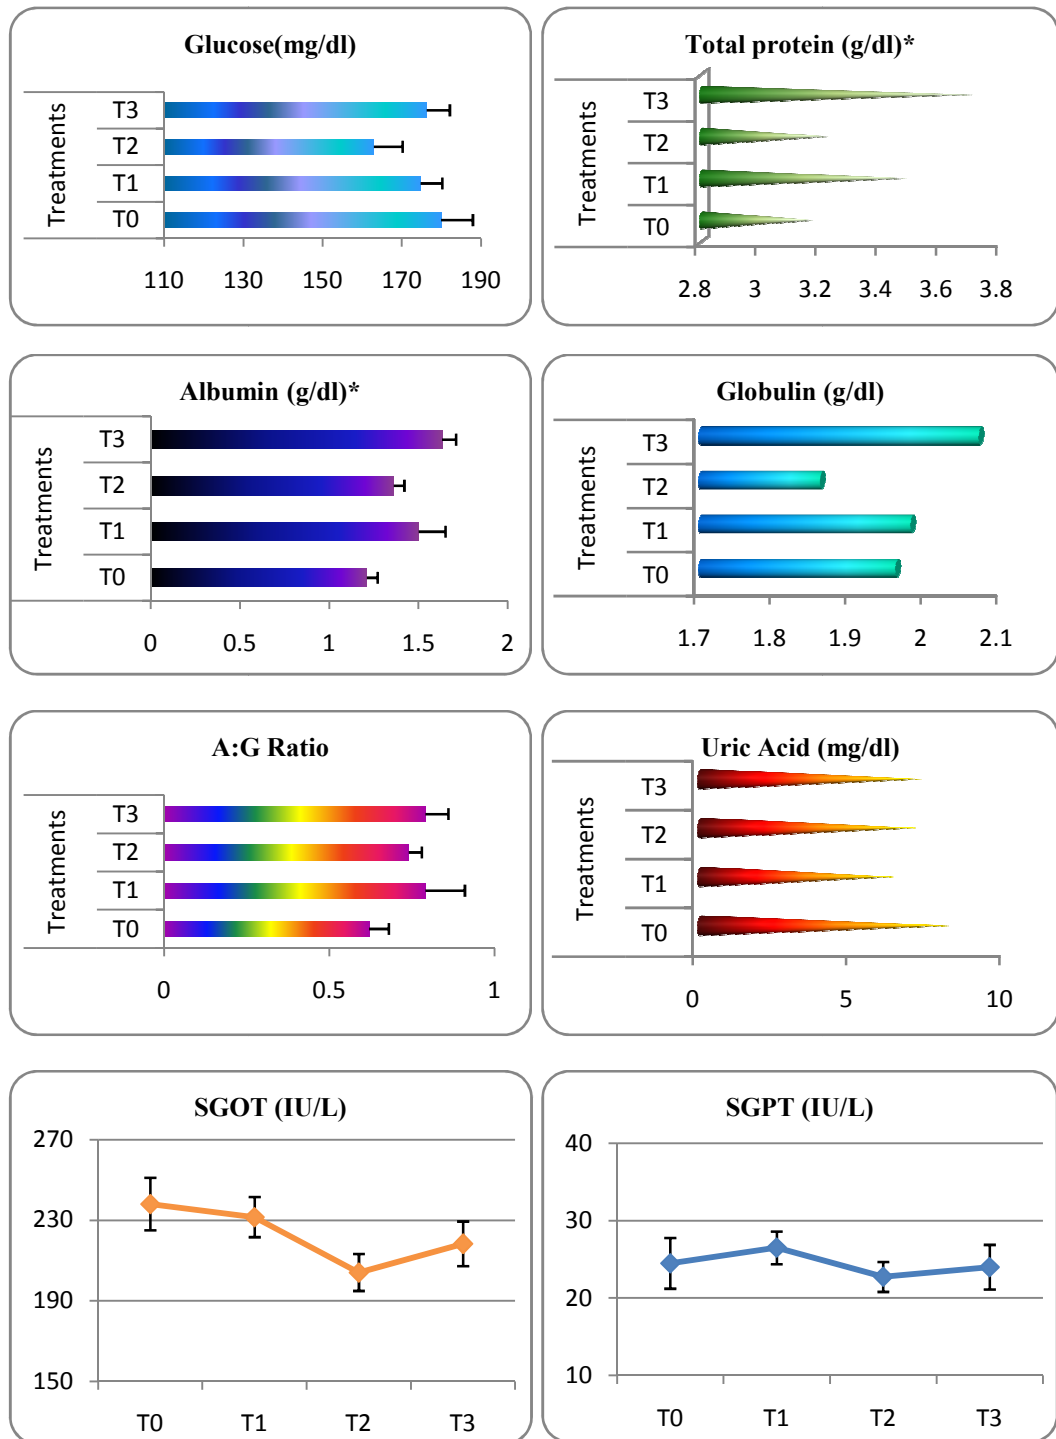 Glucose(mg/dl)
Treatments
T3
T2
T1
T0
110 130 150 170 190
Total protein (g/dl)*
Treatments
T3
T2
T1
T0
2.8 3 3.2 3.4 3.6 3.8
Albumin (g/dl)*
Treatments
T3
T2
T1
T0
0 0.5 1 1.5 2
Globulin (g/dl)
Treatments
T3
T2
T1
T0
1.7 1.8 1.9 2 2.1
A:G Ratio
Treatments
T3
T2
T1
T0
0 0.5 1
Uric Acid (mg/dl)
Treatments
T3
T2
T1
T0
0 5 10
SGOT (IU/L)
270
230
190
150
T0 T1 T2 T3
SGPT (IU/L)
40
30
20
10
T0 T1 T2 T3